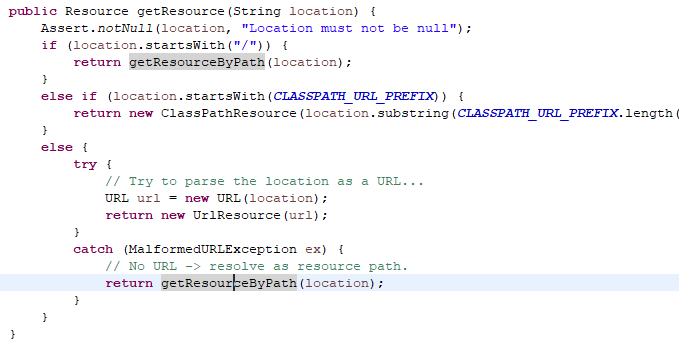 public Resource getResource(String location) {
    Assert.notNull(location, "Location must not be null");
    if (location.startsWith("/")) {
        return getResourceByPath(location);
    }
    else if (location.startsWith(CLASSPATH_URL_PREFIX)) {
        return new ClassPathResource(location.substring(CLASSPATH_URL_PREFIX.length(
    }
    else {
        try {
            // Try to parse the location as a URL...
            URL url = new URL(location);
            return new UrlResource(url);
        }
        catch (MalformedURLException ex) {
            // No URL -> resolve as resource path.
            return getResourceByPath(location);
        }
    }
}